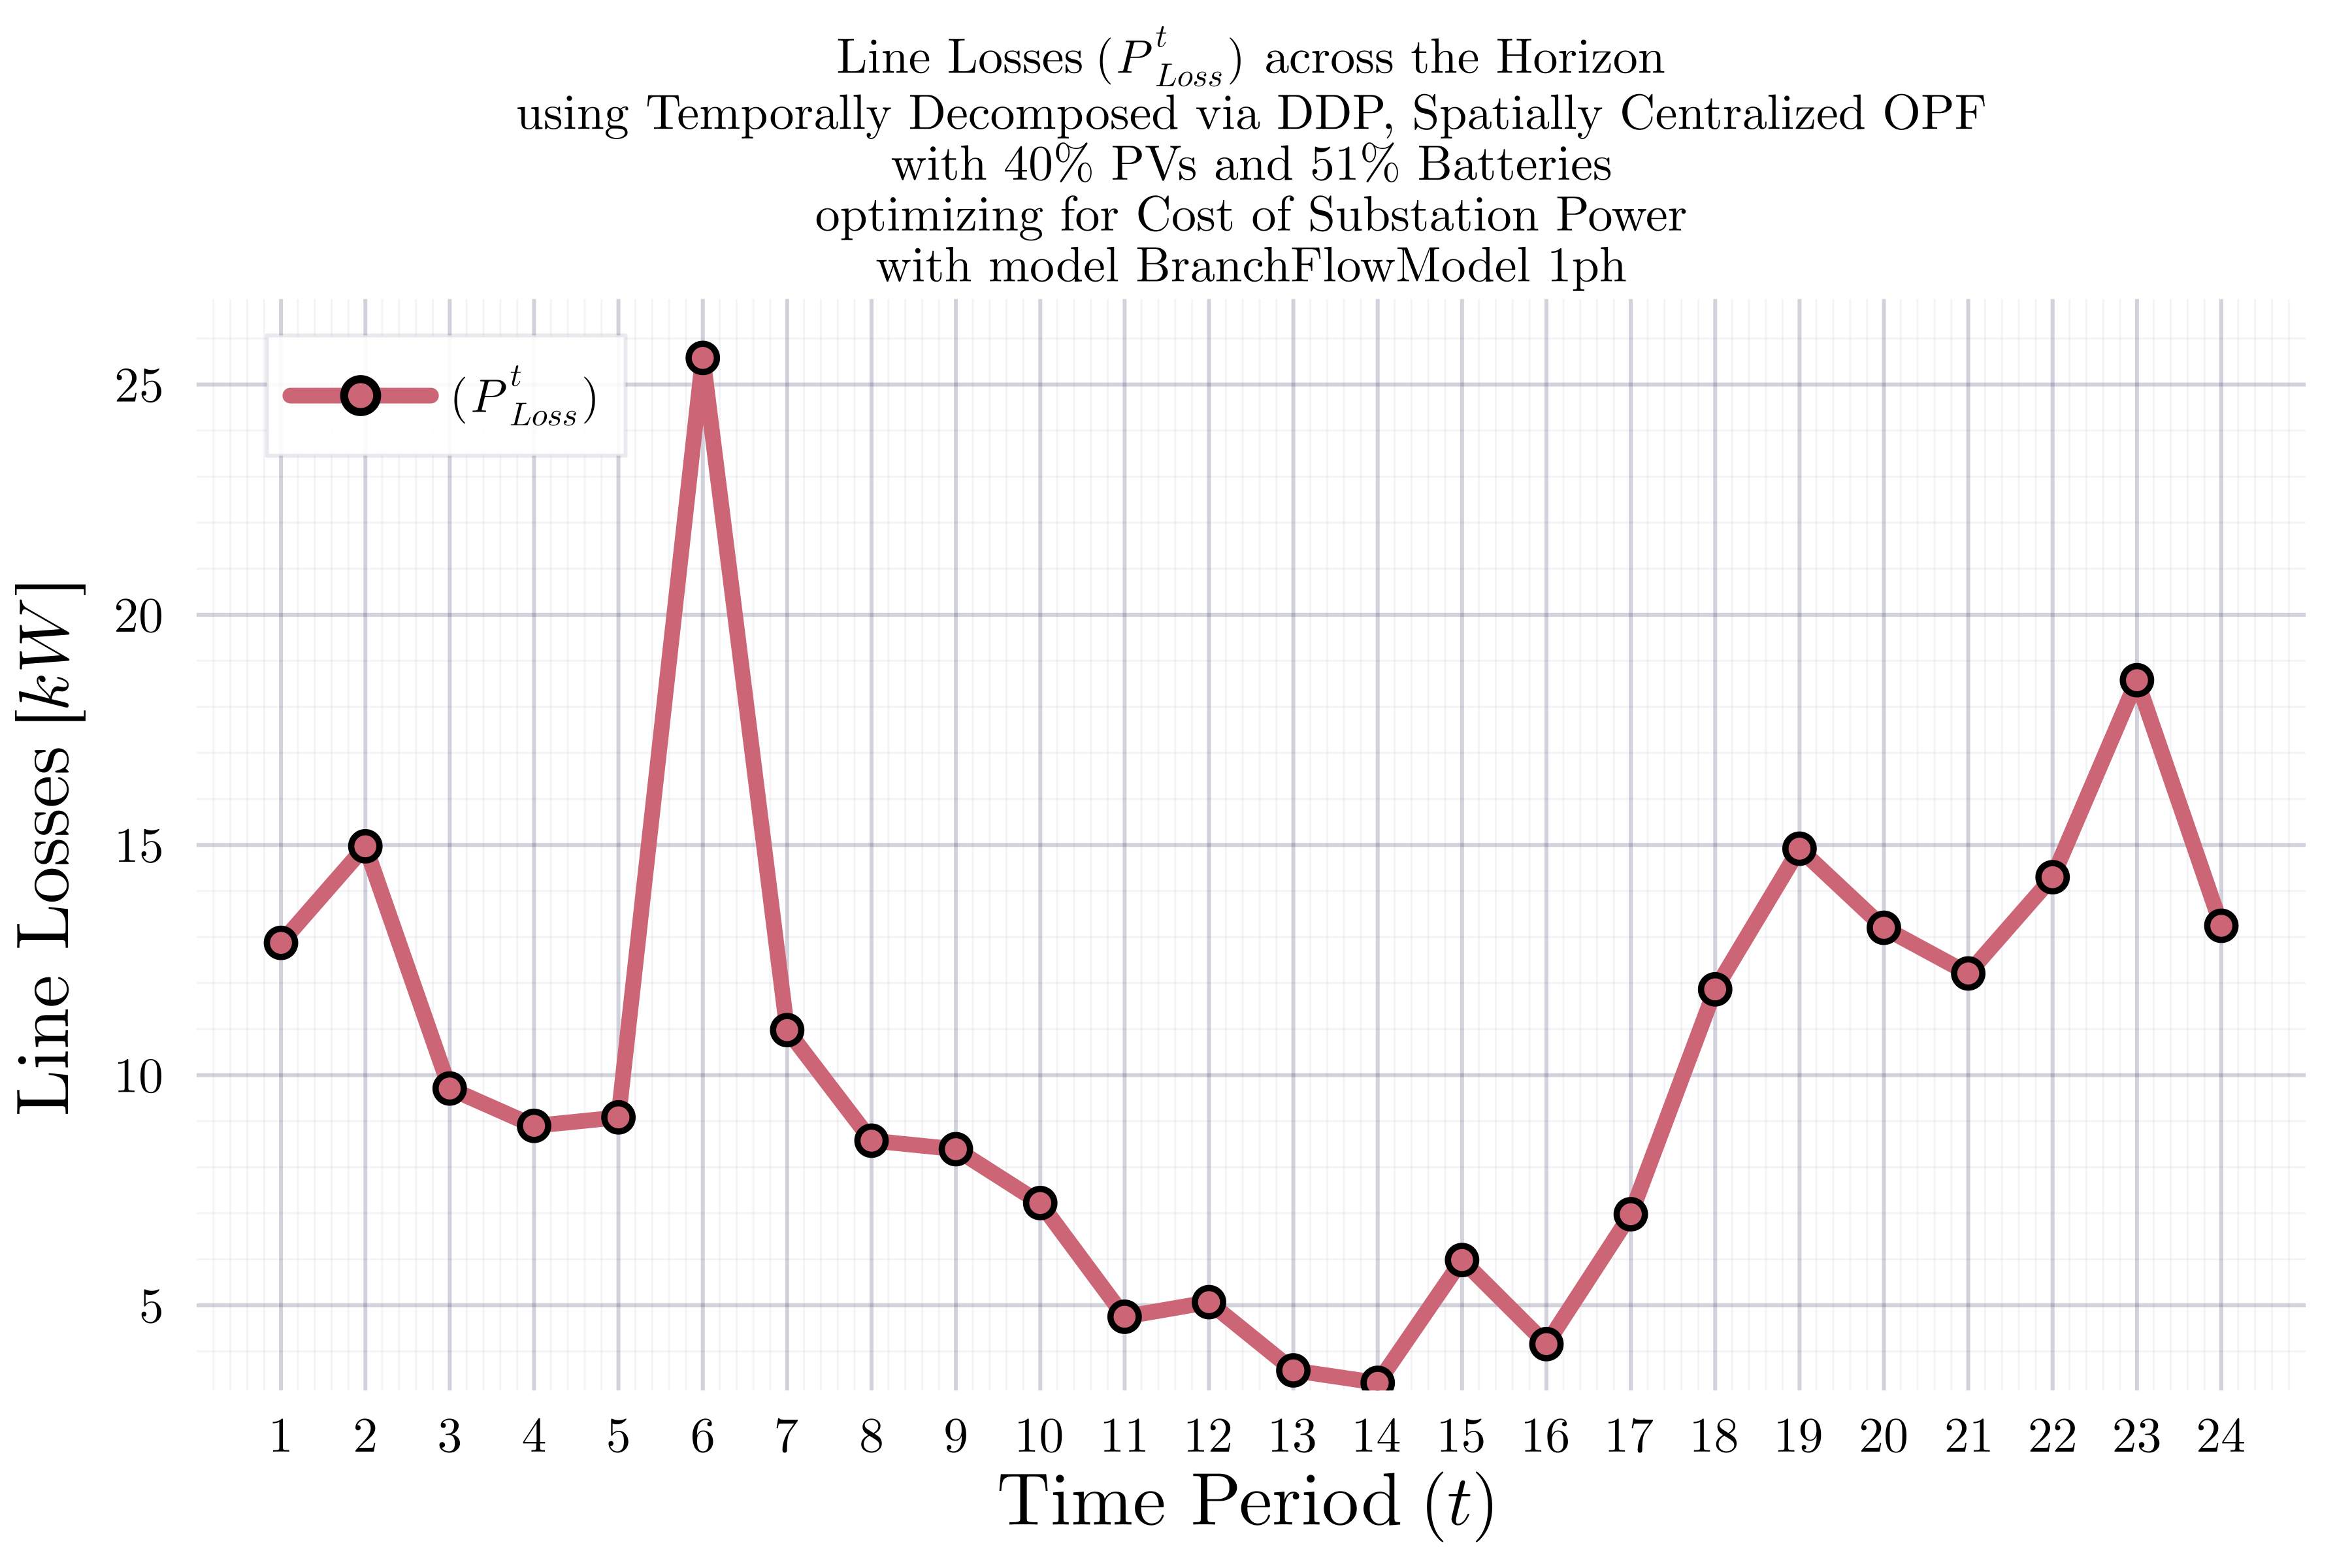 Line Losses (P^t_Loss) across the Horizon
using Temporally Decomposed via DDP, Spatially Centralized OPF
with 40% PVs and 51% Batteries
optimizing for Cost of Substation Power
with model BranchFlowModel 1ph
(P^t_Loss)
25
20
15
10
5
Line Losses [kW]
1 2 3 4 5 6 7 8 9 10 11 12 13 14 15 16 17 18 19 20 21 22 23 24
Time Period (t)